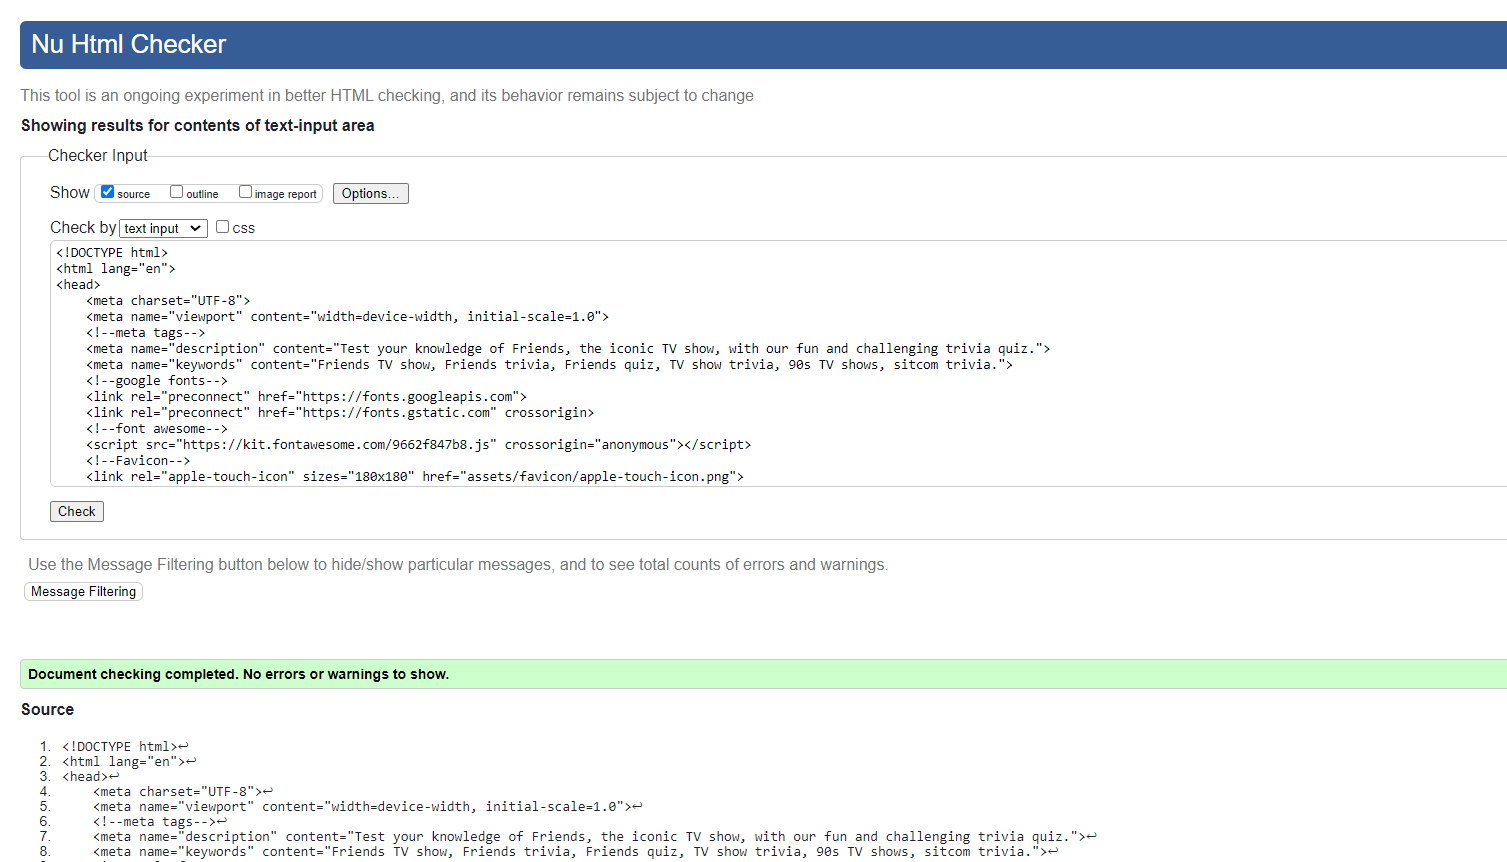 Nu Html Checker
This tool is an ongoing experiment in better HTML checking, and its behavior remains subject to change
Showing results for contents of text-input area
Checker Input
Show source outline image report Options...
Check by text input css
<!DOCTYPE html>
<html lang="en">
<head>
    <meta charset="UTF-8">
    <meta name="viewport" content="width=device-width, initial-scale=1.0">
    <!--meta tags-->
    <meta name="description" content="Test your knowledge of Friends, the iconic TV show, with our fun and challenging trivia quiz.">
    <meta name="keywords" content="Friends TV show, Friends trivia, Friends quiz, TV show trivia, 90s TV shows, sitcom trivia.">
    <!--google fonts-->
    <link rel="preconnect" href="https://fonts.googleapis.com">
    <link rel="preconnect" href="https://fonts.gstatic.com" crossorigin>
    <!--font awesome-->
    <script src="https://kit.fontawesome.com/9662f847b8.js" crossorigin="anonymous"></script>
    <!--Favicon-->
    <link rel="apple-touch-icon" sizes="180x180" href="assets/favicon/apple-touch-icon.png">
Check
Use the Message Filtering button below to hide/show particular messages, and to see total counts of errors and warnings.
Message Filtering
Document checking completed. No errors or warnings to show.
Source
1. <!DOCTYPE html>↩
2. <html lang="en">↩
3. <head>↩
4.     <meta charset="UTF-8">↩
5.     <meta name="viewport" content="width=device-width, initial-scale=1.0">↩
6.     <!--meta tags-->↩
7.     <meta name="description" content="Test your knowledge of Friends, the iconic TV show, with our fun and challenging trivia quiz.">↩
8.     <meta name="keywords" content="Friends TV show, Friends trivia, Friends quiz, TV show trivia, 90s TV shows, sitcom trivia.">↩